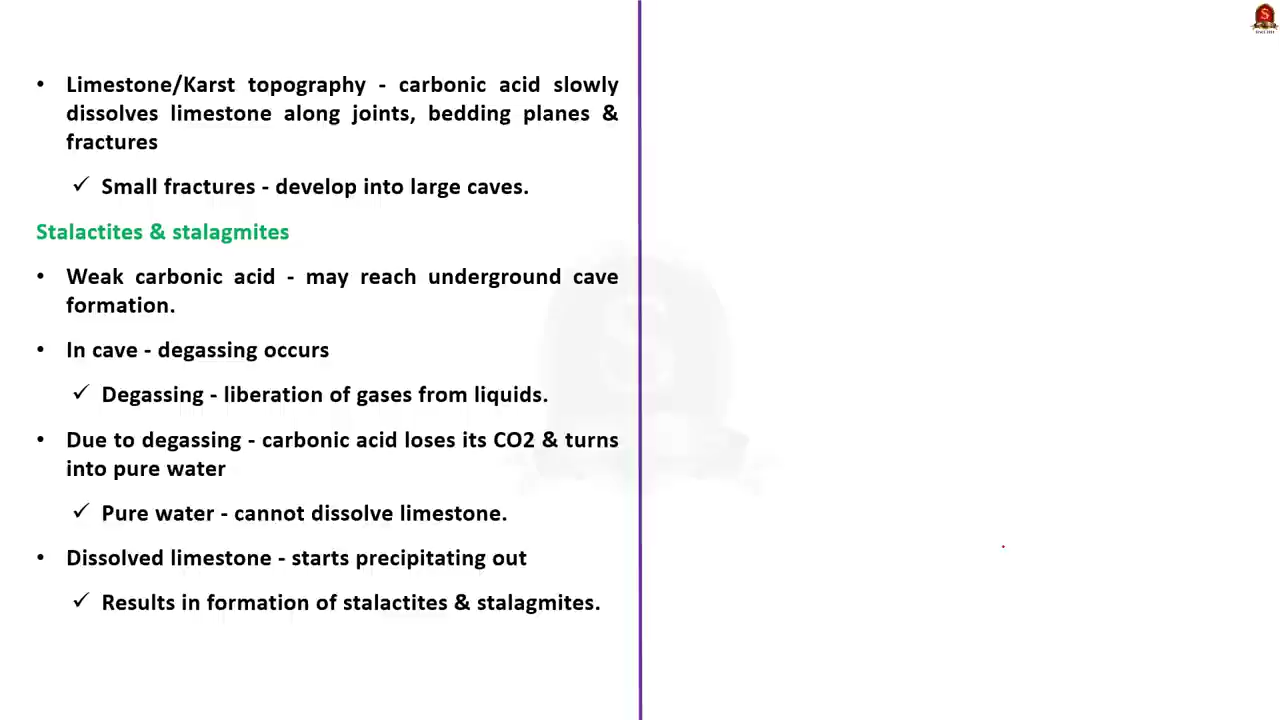 • Limestone/Karst topography - carbonic acid slowly
dissolves limestone along joints, bedding planes &
fractures
✓ Small fractures - develop into large caves.
Stalactites & stalagmites
• Weak carbonic acid - may reach underground cave
formation.
• In cave - degassing occurs
✓ Degassing - liberation of gases from liquids.
• Due to degassing - carbonic acid loses its CO2 & turns
into pure water
✓ Pure water - cannot dissolve limestone.
• Dissolved limestone - starts precipitating out
✓ Results in formation of stalactites & stalagmites.
S